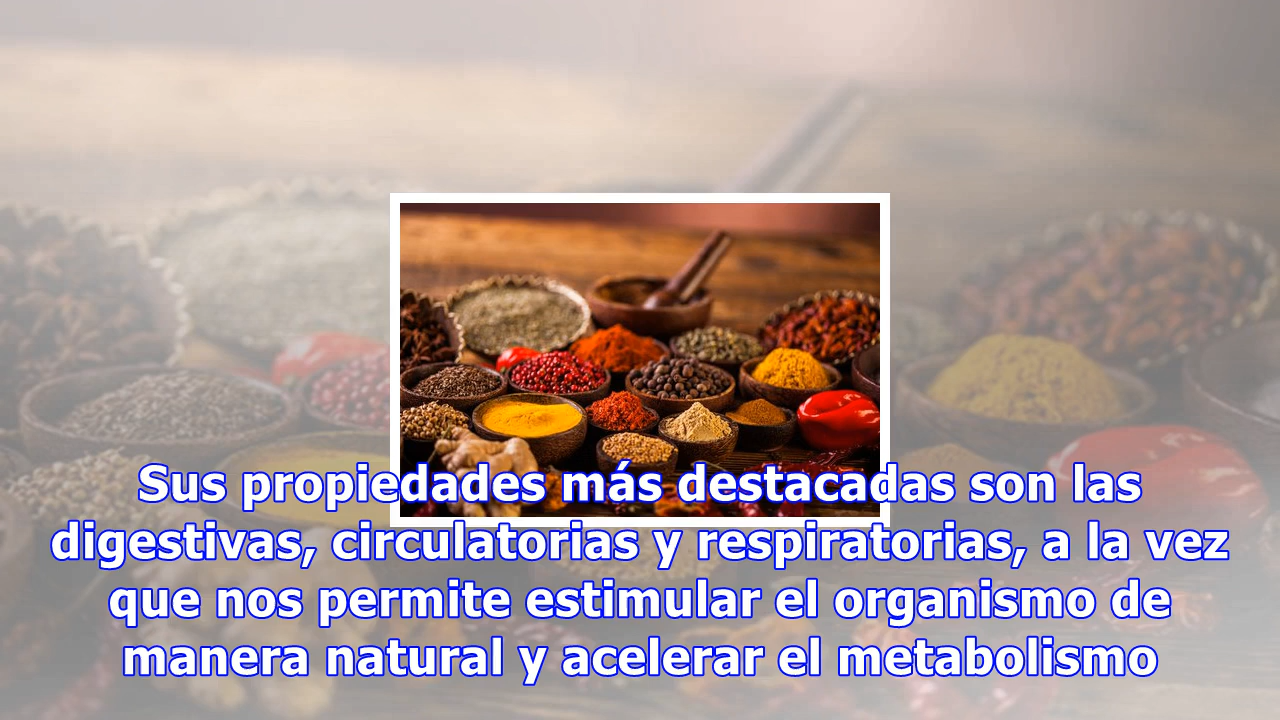 Sus propiedades más destacadas son las
digestivas, circulatorias y respiratorias, a la vez
que nos permite estimular el organismo de
manera natural y acelerar el metabolismo